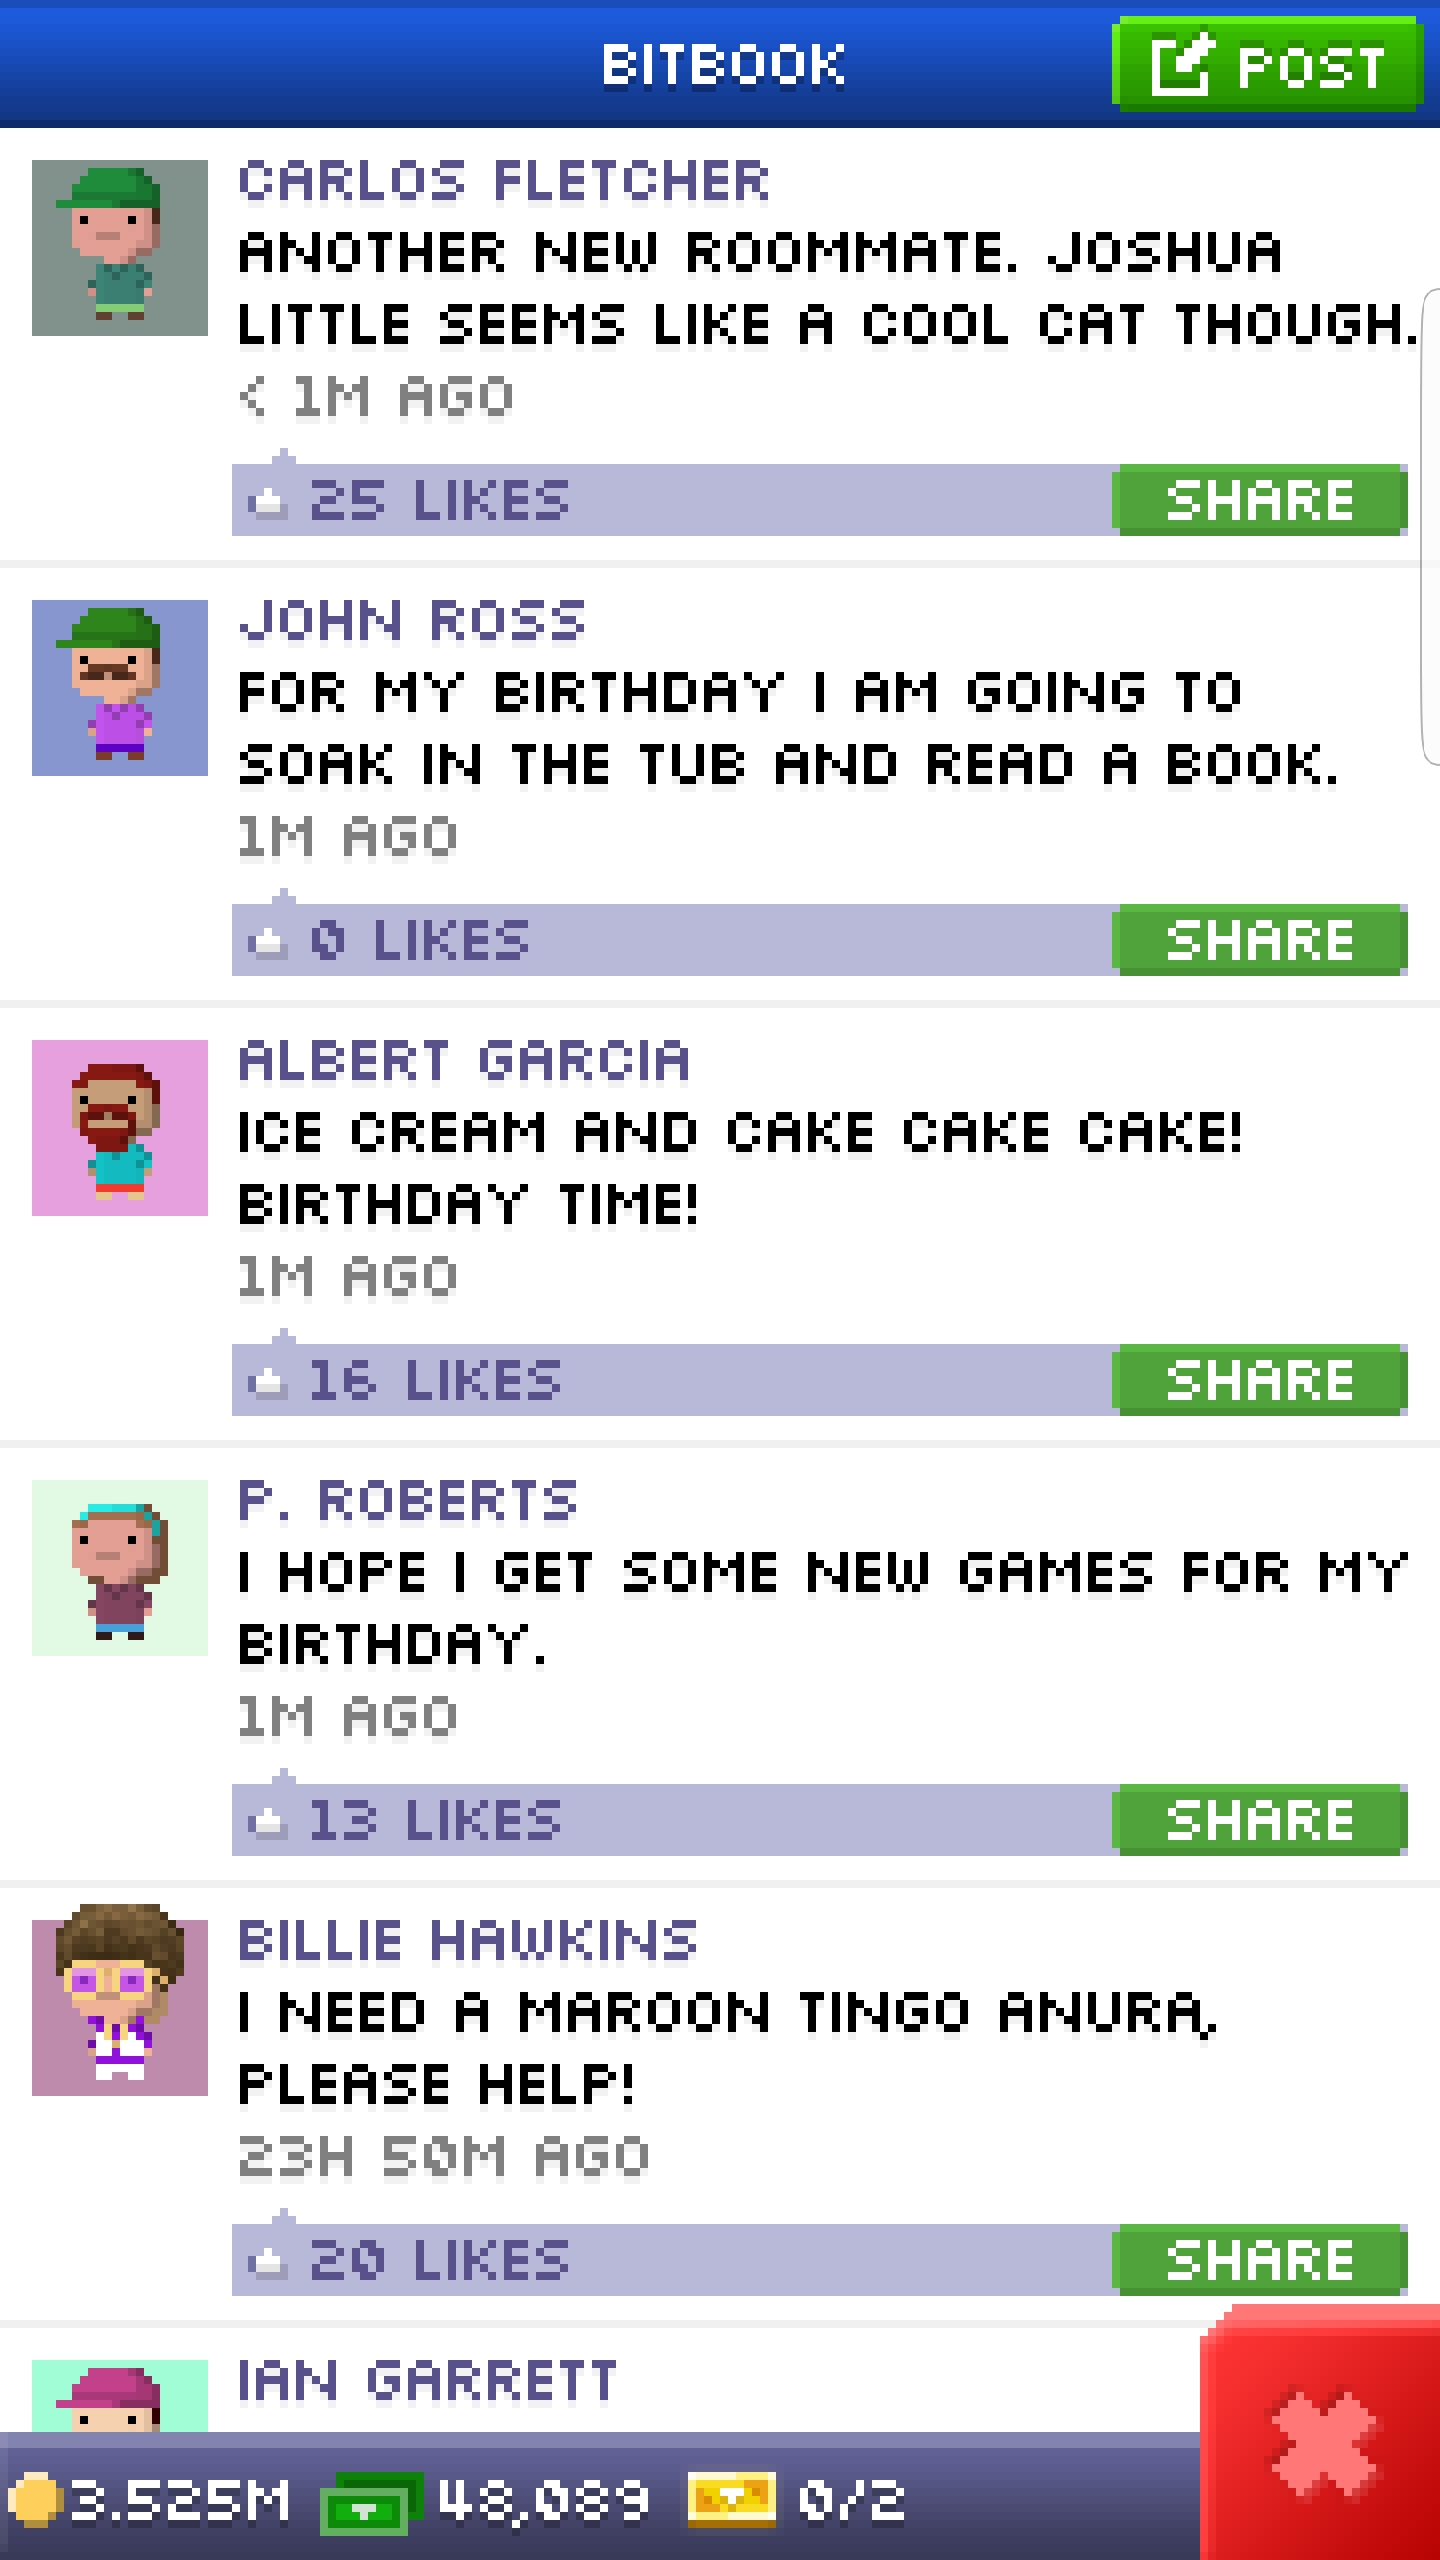 BITBOOK
POST
CARLOS FLETCHER
ANOTHER NEW ROOMMATE. JOSHUA
LITTLE SEEMS LIKE A COOL CAT THOUGH.
< 1M AGO
25 LIKES
SHARE
JOHN ROSS
FOR MY BIRTHDAY I AM GOING TO
SOAK IN THE TUB AND READ A BOOK.
1M AGO
0 LIKES
SHARE
ALBERT GARCIA
ICE CREAM AND CAKE CAKE CAKE!
BIRTHDAY TIME!
1M AGO
16 LIKES
SHARE
P. ROBERTS
I HOPE I GET SOME NEW GAMES FOR MY
BIRTHDAY.
1M AGO
13 LIKES
SHARE
BILLIE HAWKINS
I NEED A MAROON TINGO ANURA,
PLEASE HELP!
23H 50M AGO
20 LIKES
SHARE
IAN GARRETT
3.525M
48,089
0/2